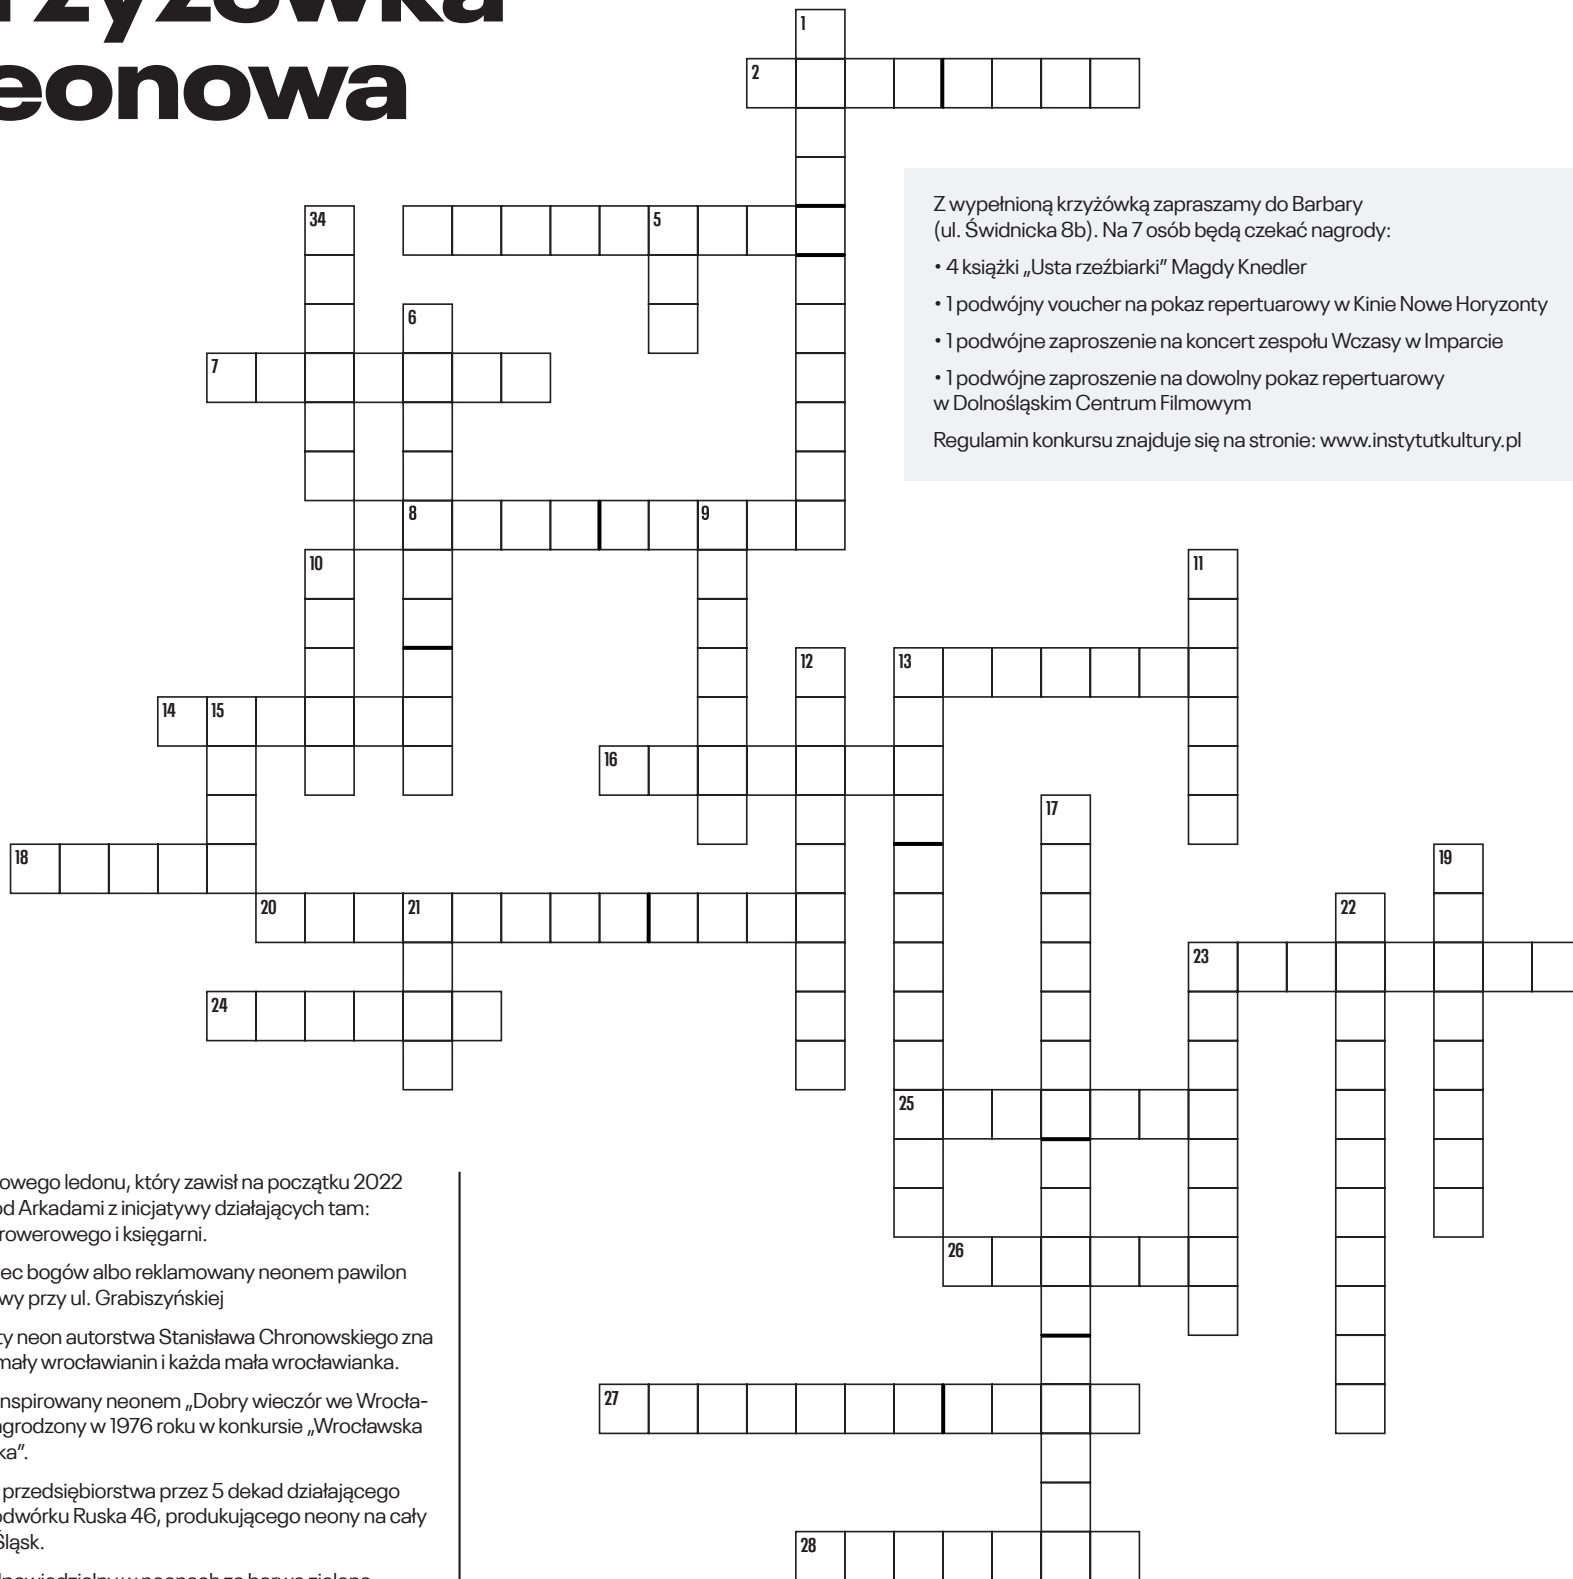 rzyżówka
eonowa
1
2
Z wypełnioną krzyżówką zapraszamy do Barbary
(ul. Świdnicka 8b). Na 7 osób będą czekać nagrody:
• 4 książki „Usta rzeźbiarki” Magdy Knedler
• 1 podwójny voucher na pokaz repertuarowy w Kinie Nowe Horyzonty
• 1 podwójne zaproszenie na koncert zespołu Wczasy w Imparcie
• 1 podwójne zaproszenie na dowolny pokaz repertuarowy
w Dolnośląskim Centrum Filmowym
Regulamin konkursu znajduje się na stronie: www.instytutkultury.pl
34 5
6
7
8 9
10 11
12 13
14 15
16
17
18 19
20 21 22
23
24
25
26
27
28
owego ledonu, który zawisł na początku 2022
od Arkadami z inicjatywy działających tam:
rowerowego i księgarni.
ec bogów albo reklamowany neonem pawilon
wy przy ul. Grabiszyńskiej
ty neon autorstwa Stanisława Chronowskiego zna
mały wrocławianin i każda mała wrocławianka.
nspirowany neonem „Dobry wieczór we Wrocła-
agrodzony w 1976 roku w konkursie „Wrocławska
ka”.
przedsiębiorstwa przez 5 dekad działającego
odwórku Ruska 46, produkującego neony na cały
Śląsk.